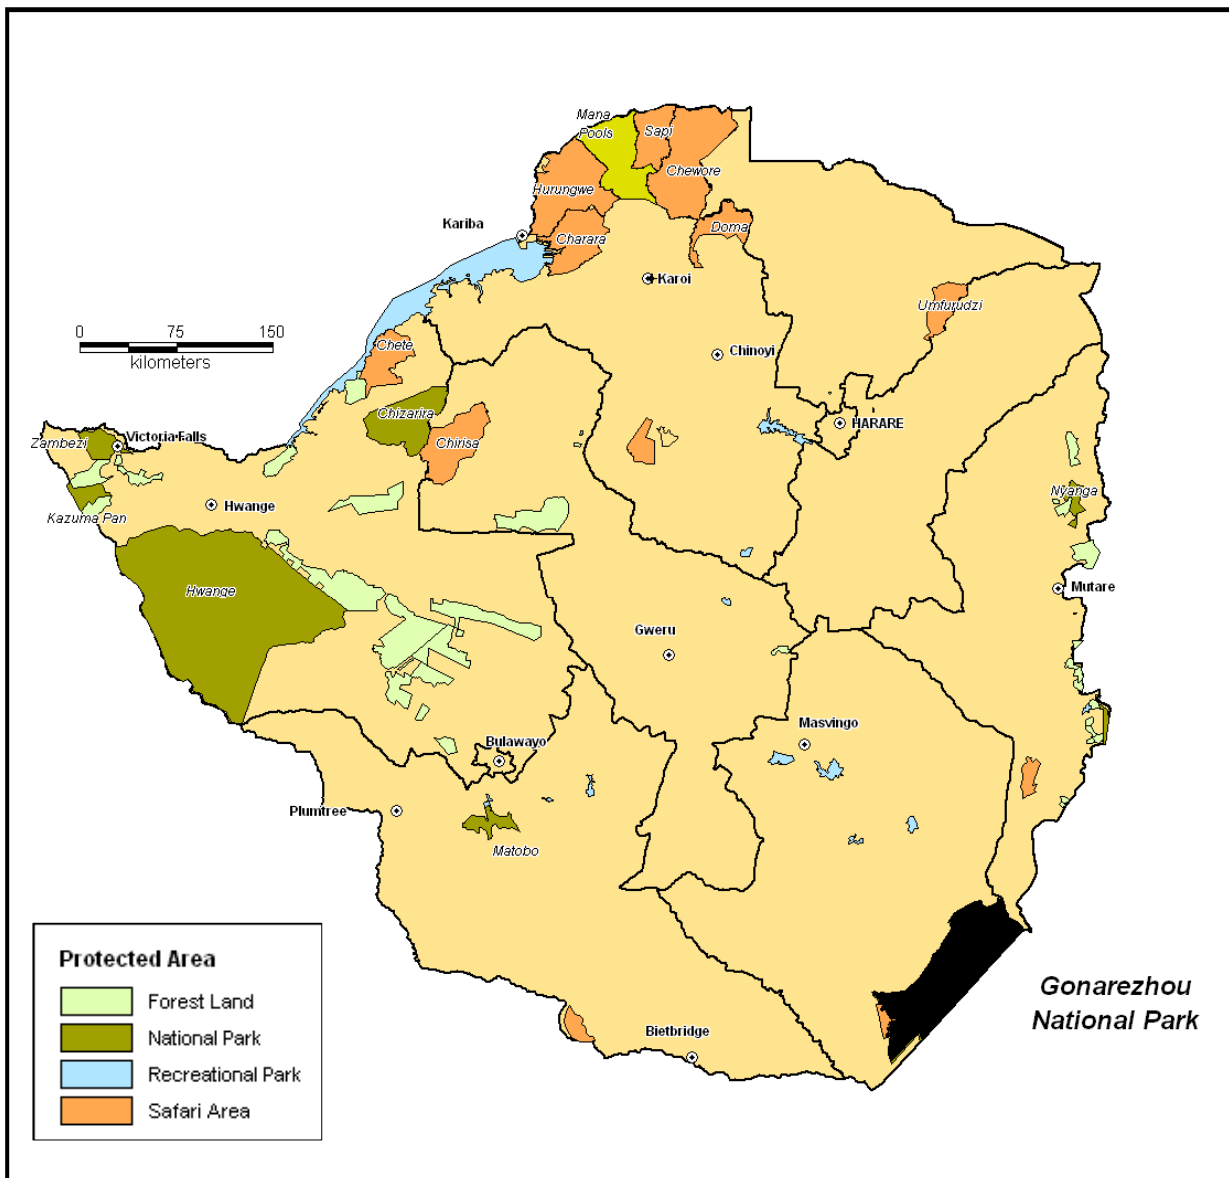 Mana
Pools
Sapi
Chewore
Hurungwe
Kariba
Charara
Doma
Karoi
Umfurudzi
0 75 150
kilometers
Chete
Chinoyi
Chizarira
Chirisa
HARARE
Zambezi
Victoria Falls
Kazuma Pan
Hwange
Nyanga
Hwange
Mutare
Gweru
Masvingo
Bulawayo
Plumtree
Matobo
Protected Area
Forest Land
National Park
Recreational Park
Safari Area
Bietbridge
Gonarezhou
National Park